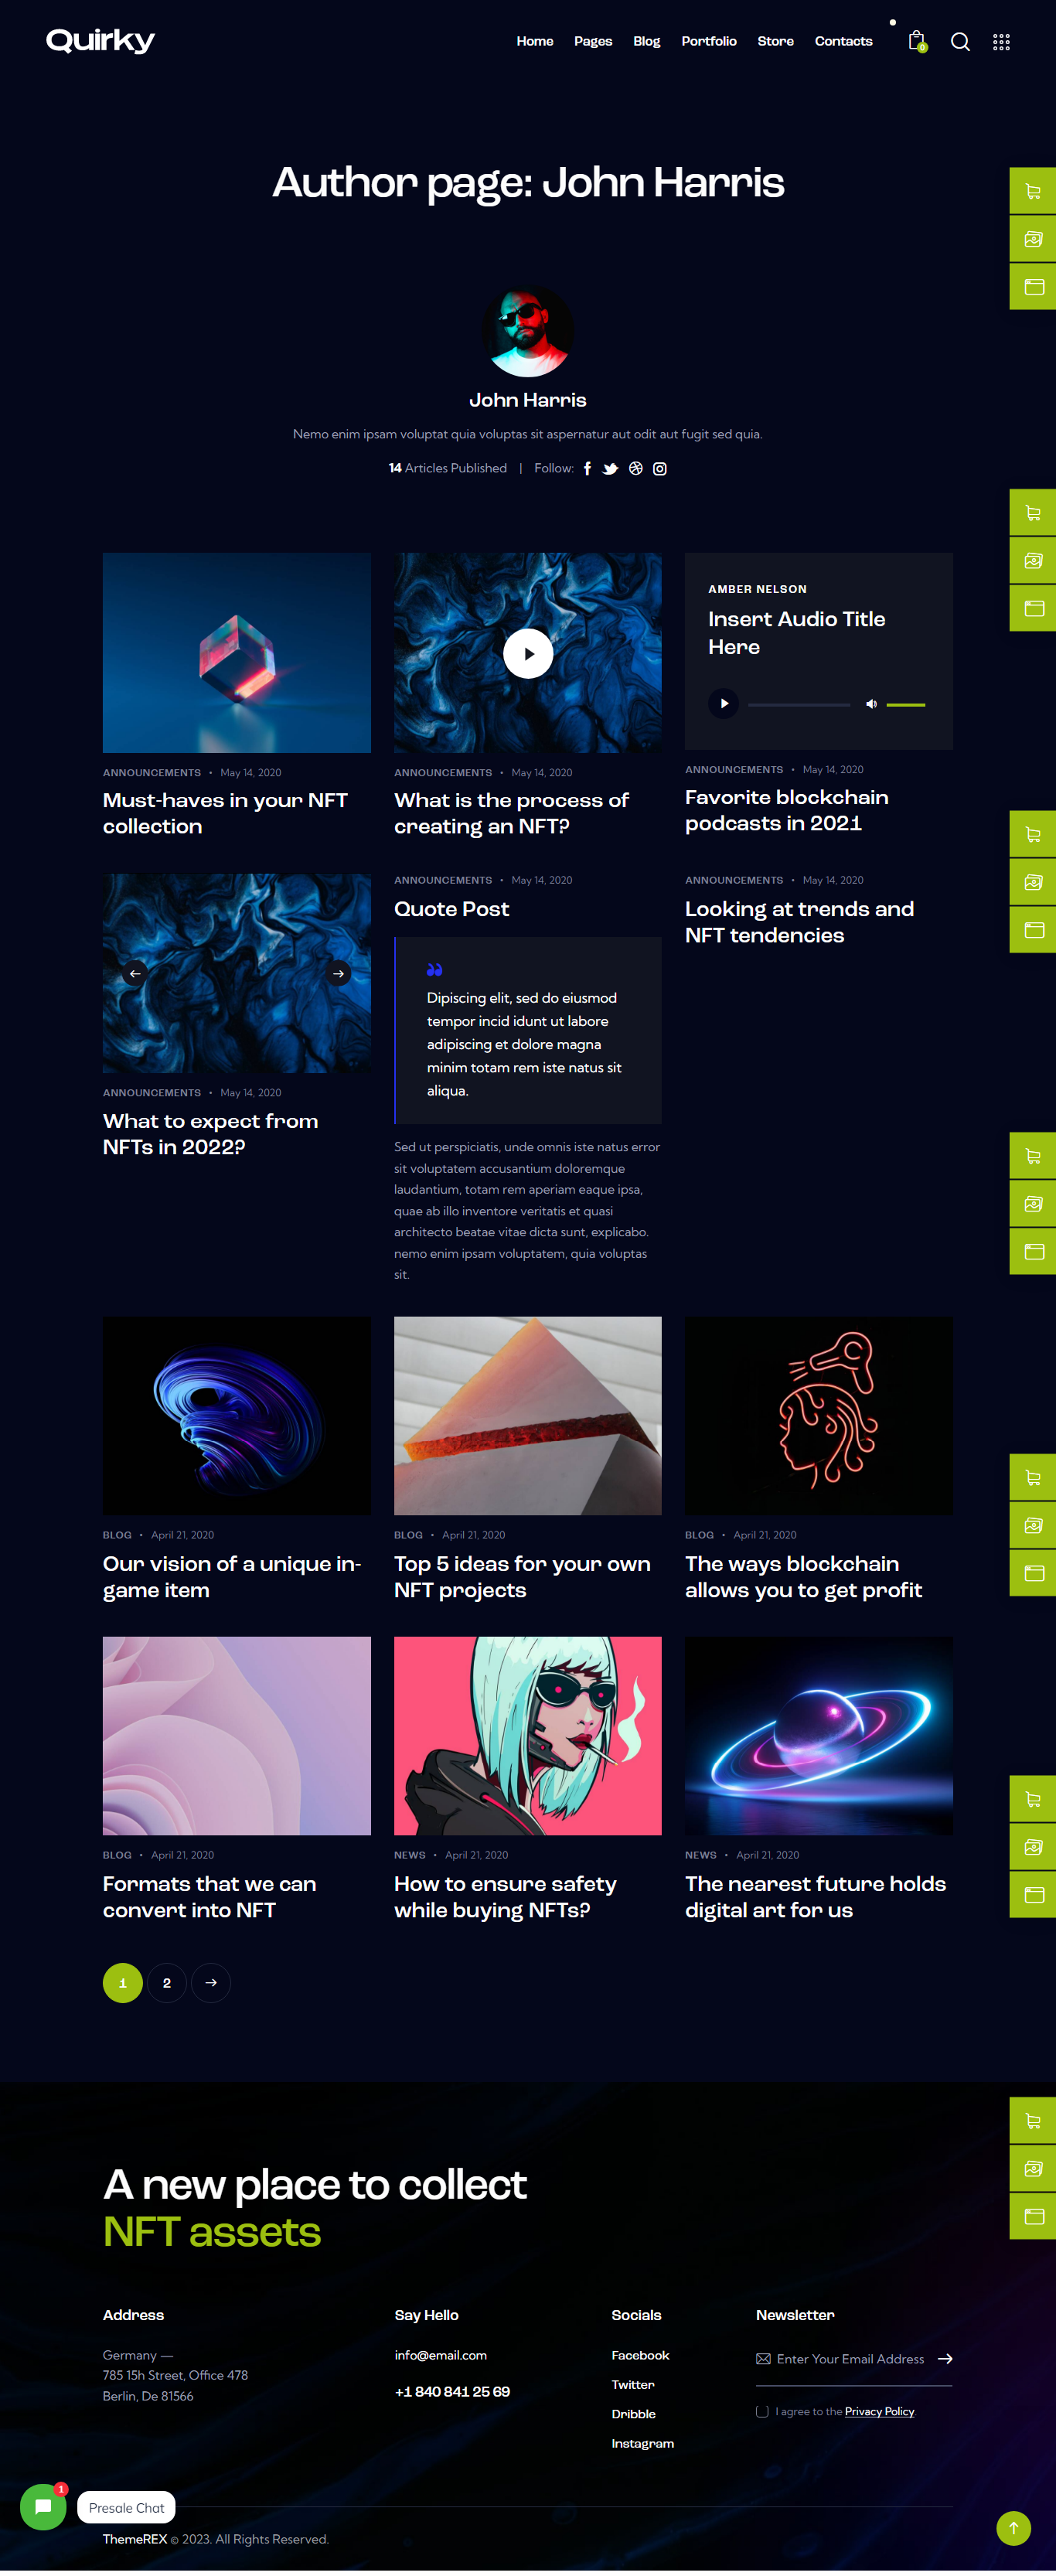 Quirky
Home Pages Blog Portfolio Store Contacts
0
Author page: John Harris
John Harris
Nemo enim ipsam voluptat quia voluptas sit aspernatur aut odit aut fugit sed quia.
14 Articles Published | Follow:
ANNOUNCEMENTS • May 14, 2020
Must-haves in your NFT
collection
ANNOUNCEMENTS • May 14, 2020
What is the process of
creating an NFT?
AMBER NELSON
Insert Audio Title
Here
ANNOUNCEMENTS • May 14, 2020
Favorite blockchain
podcasts in 2021
ANNOUNCEMENTS • May 14, 2020
What to expect from
NFTs in 2022?
ANNOUNCEMENTS • May 14, 2020
Quote Post
Dipiscing elit, sed do eiusmod
tempor incid idunt ut labore
adipiscing et dolore magna
minim totam rem iste natus sit
aliqua.
Sed ut perspiciatis, unde omnis iste natus error
sit voluptatem accusantium doloremque
laudantium, totam rem aperiam eaque ipsa,
quae ab illo inventore veritatis et quasi
architecto beatae vitae dicta sunt, explicabo.
nemo enim ipsam voluptatem, quia voluptas
sit.
ANNOUNCEMENTS • May 14, 2020
Looking at trends and
NFT tendencies
BLOG • April 21, 2020
Our vision of a unique in-
game item
BLOG • April 21, 2020
Top 5 ideas for your own
NFT projects
BLOG • April 21, 2020
The ways blockchain
allows you to get profit
BLOG • April 21, 2020
Formats that we can
convert into NFT
NEWS • April 21, 2020
How to ensure safety
while buying NFTs?
NEWS • April 21, 2020
The nearest future holds
digital art for us
1 2
A new place to collect
NFT assets
Address
Germany —
785 15h Street, Office 478
Berlin, De 81566
Say Hello
info@email.com
+1 840 841 25 69
Socials
Facebook
Twitter
Dribble
Instagram
Newsletter
Enter Your Email Address
I agree to the Privacy Policy.
1
Presale Chat
ThemeREX © 2023. All Rights Reserved.